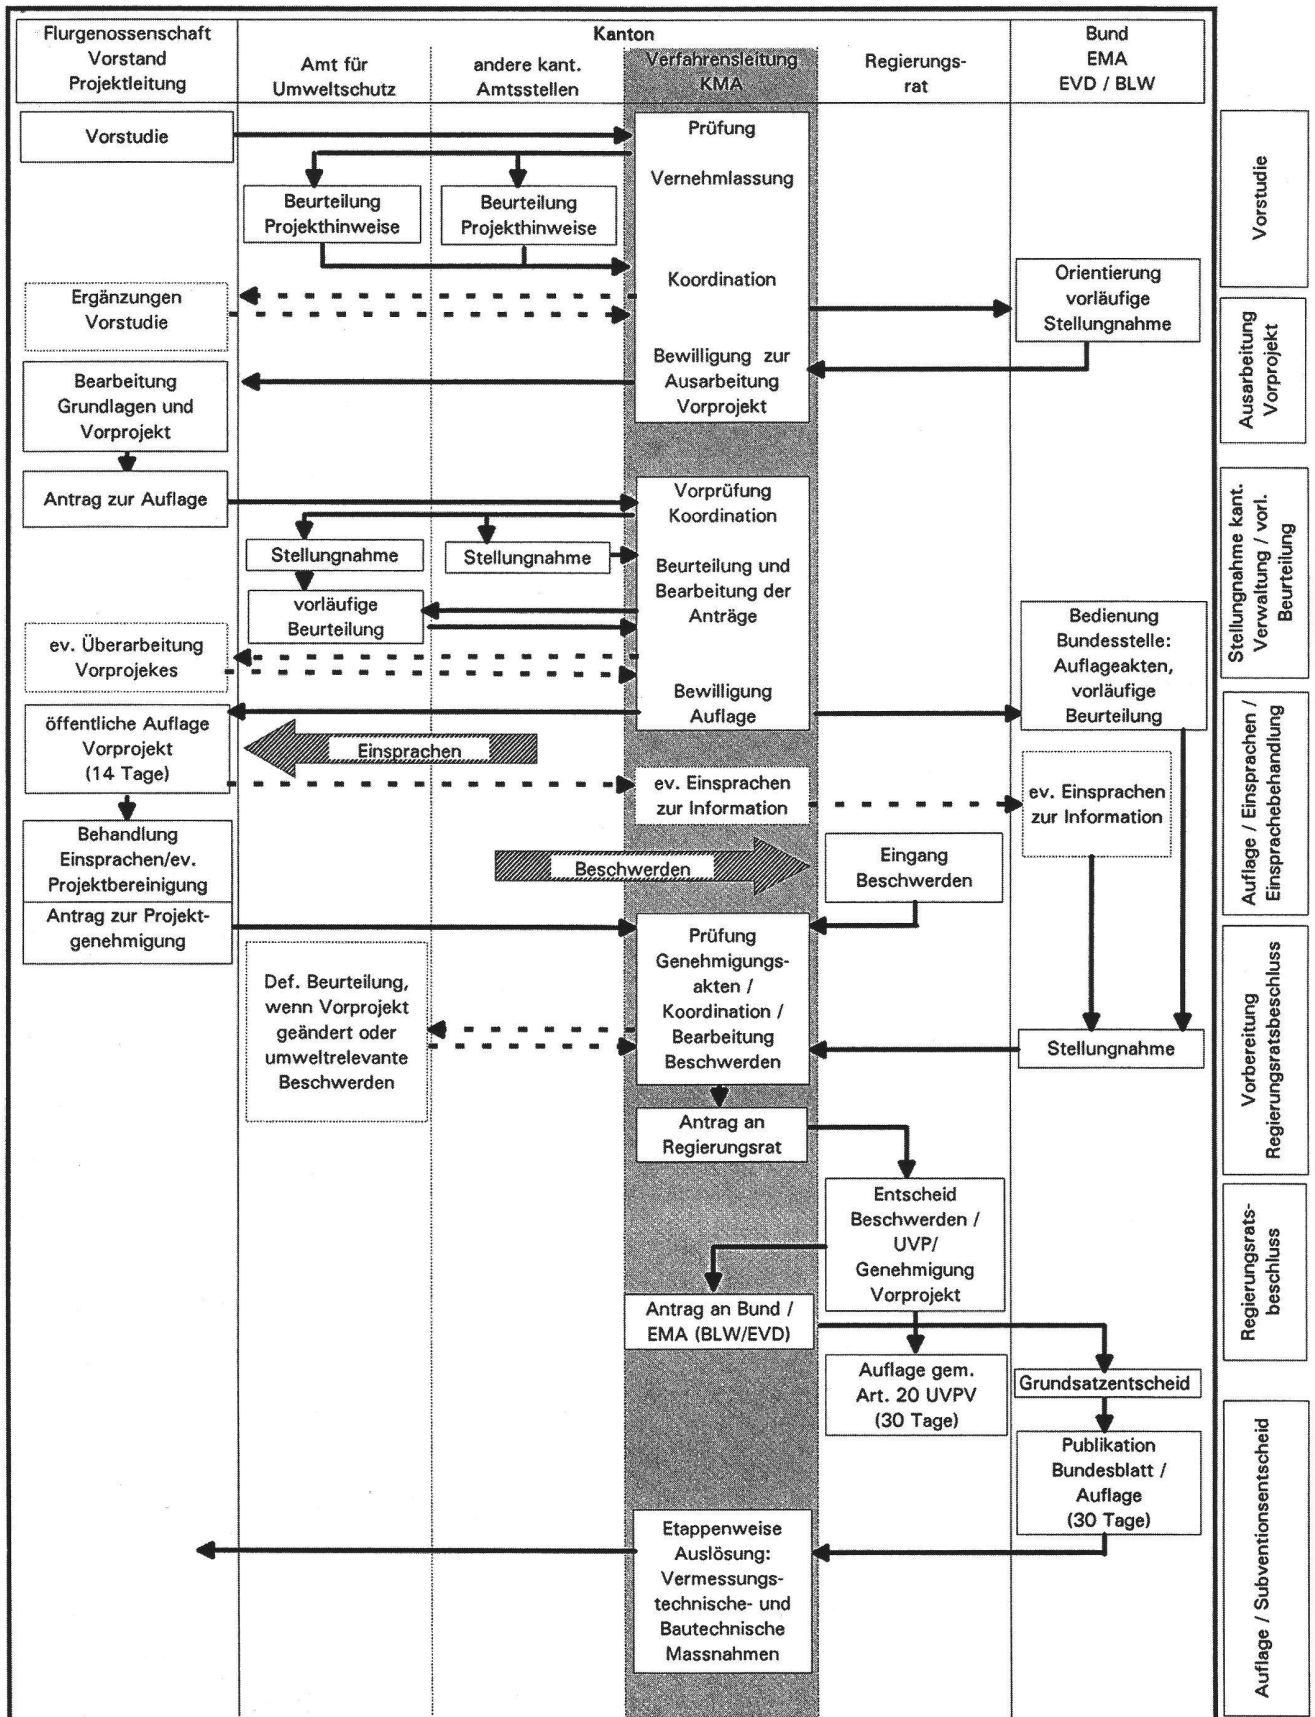 Flurgenossenschaft
Vorstand
Projektleitung
Kanton
Amt für
Umweltschutz
andere kant.
Amtsstellen
Verfahrensleitung
KMA
Regierungs-
rat
Bund
EMA
EVD / BLW
Vorstudie
Prüfung
Vernehmlassung
Beurteilung
Projekthinweise
Beurteilung
Projekthinweise
Koordination
Ergänzungen
Vorstudie
Orientierung
vorläufige
Stellungnahme
Vorstudie
Bewilligung zur
Ausarbeitung
Vorprojekt
Bearbeitung
Grundlagen und
Vorprojekt
Ausarbeitung
Vorprojekt
Antrag zur Auflage
Vorprüfung
Koordination
Stellungnahme
Stellungnahme
Beurteilung und
Bearbeitung der
Anträge
vorläufige
Beurteilung
ev. Überarbeitung
Vorprojekes
Bewilligung
Auflage
Bedienung
Bundesstelle:
Auflageakten,
vorläufige
Beurteilung
Stellungnahme kant.
Verwaltung / vorl.
Beurteilung
öffentliche Auflage
Vorprojekt
(14 Tage)
Einsprachen
ev. Einsprachen
zur Information
ev. Einsprachen
zur Information
Behandlung
Einsprachen/ev.
Projektbereinigung
Beschwerden
Eingang
Beschwerden
Auflage / Einsprachen /
Einsprachebehandlung
Antrag zur Projekt-
genehmigung
Prüfung
Genehmigungs-
akten /
Koordination /
Bearbeitung
Beschwerden
Def. Beurteilung,
wenn Vorprojekt
geändert oder
umweltrelevante
Beschwerden
Stellungnahme
Antrag an
Regierungsrat
Vorbereitung
Regierungsratsbeschluss
Entscheid
Beschwerden /
UVP/
Genehmigung
Vorprojekt
Antrag an Bund /
EMA (BLW/EVD)
Regierungsrats-
beschluss
Auflage gem.
Art. 20 UVPV
(30 Tage)
Grundsatzentscheid
Publikation
Bundesblatt /
Auflage
(30 Tage)
Etappenweise
Auslösung:
Vermessungs-
technische- und
Bautechnische
Massnahmen
Auflage / Subventionsentscheid